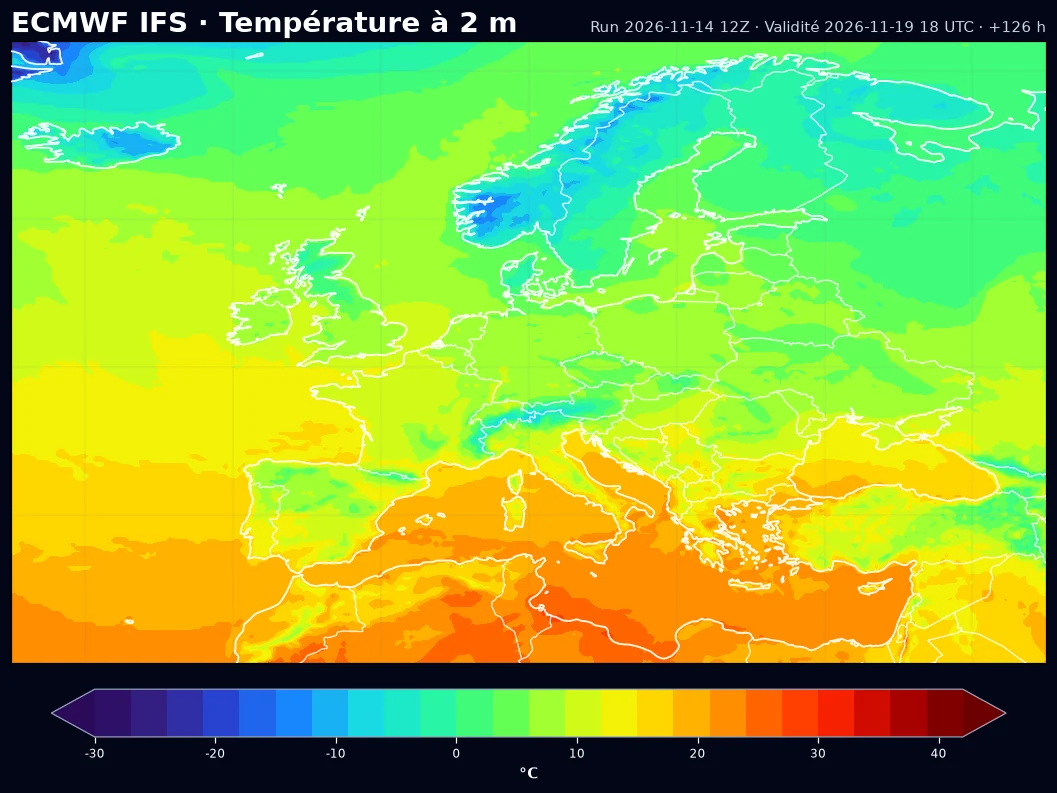 ECMWF IFS · Température à 2 m
Run 2026-11-14 12Z · Validité 2026-11-19 18 UTC · +126 h
-30 -20 -10 0 10 20 30 40
°C